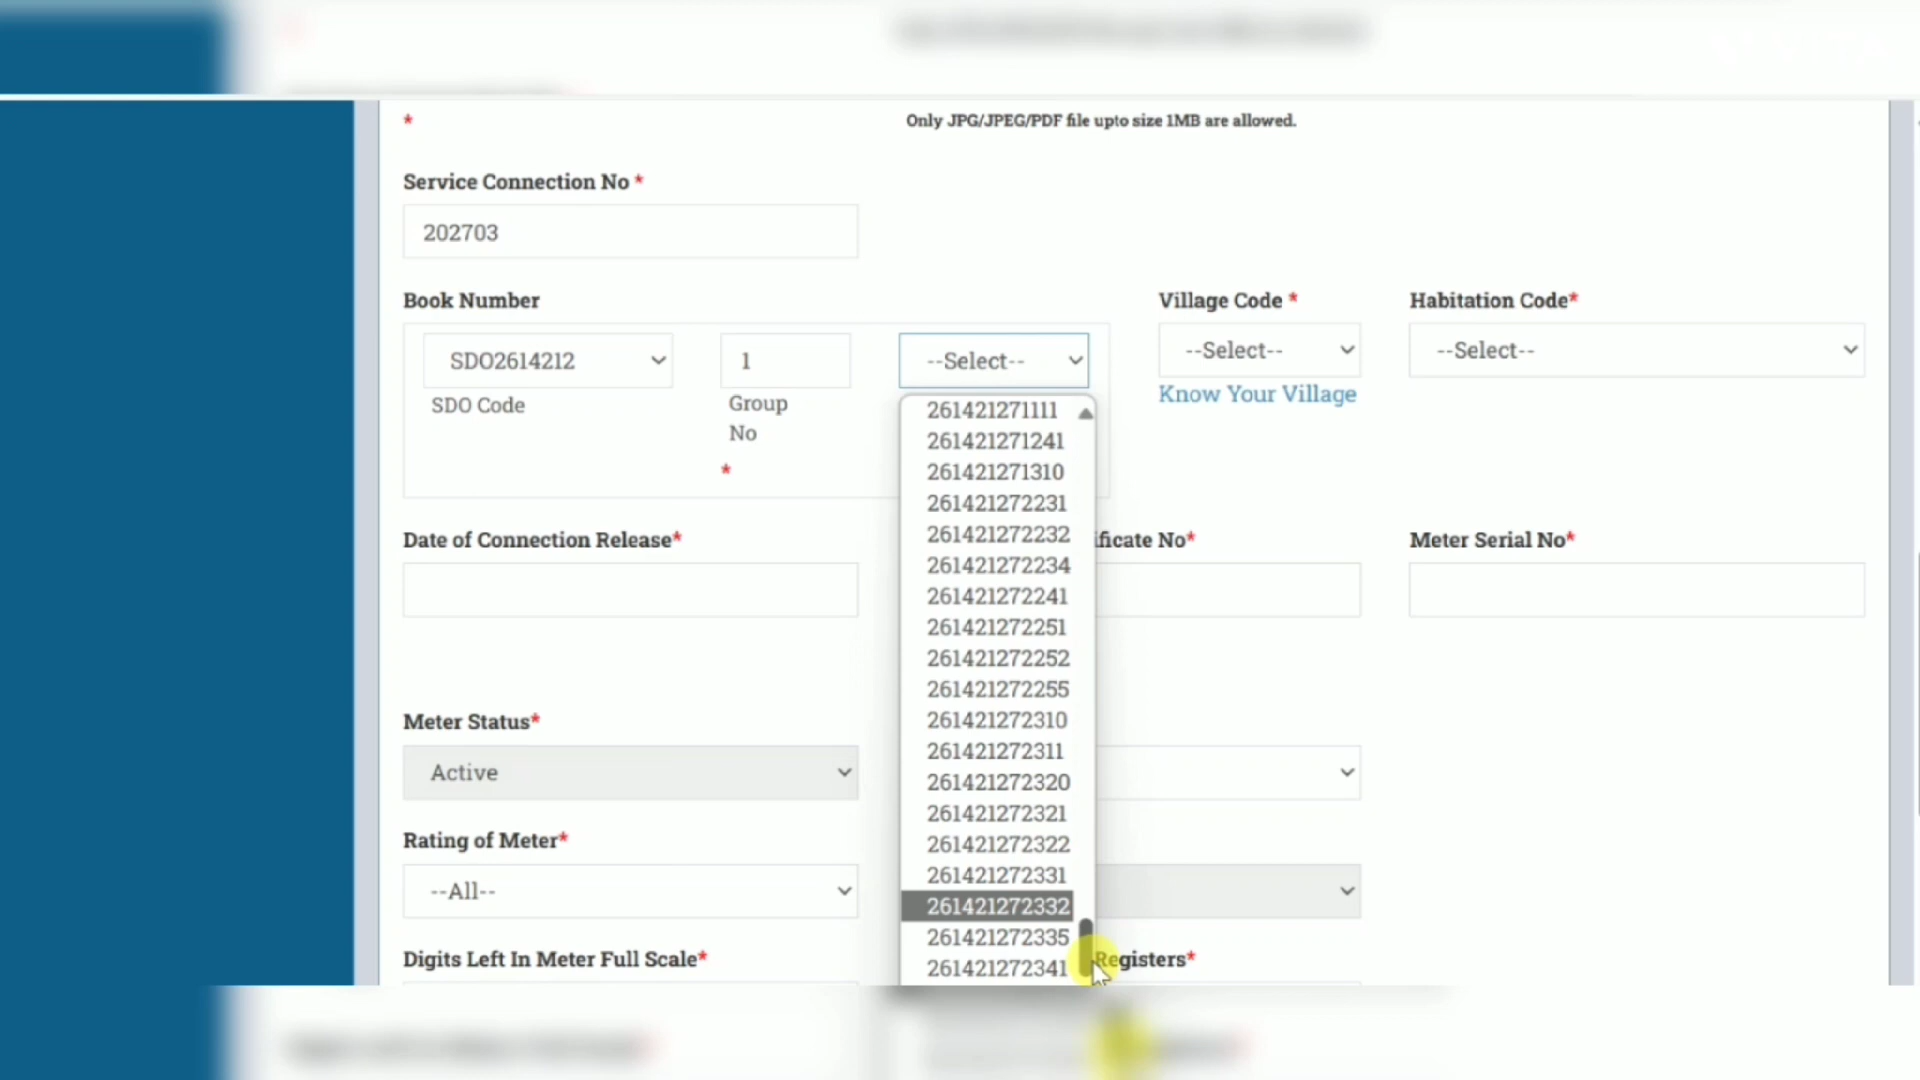 *
Only JPG/JPEG/PDF file upto size 1MB are allowed.
Service Connection No *
202703
Book Number
Village Code *
Habitation Code*
SDO2614212
1
--Select--
--Select--
--Select--
SDO Code
Group
No
*
Know Your Village
261421271111
261421271241
261421271310
261421272231
261421272232
261421272234
261421272241
261421272251
261421272252
261421272255
261421272310
261421272311
261421272320
261421272321
261421272322
261421272331
261421272332
261421272335
261421272341
Date of Connection Release*
ificate No*
Meter Serial No*
Meter Status*
Active
Rating of Meter*
--All--
Digits Left In Meter Full Scale*
Registers*